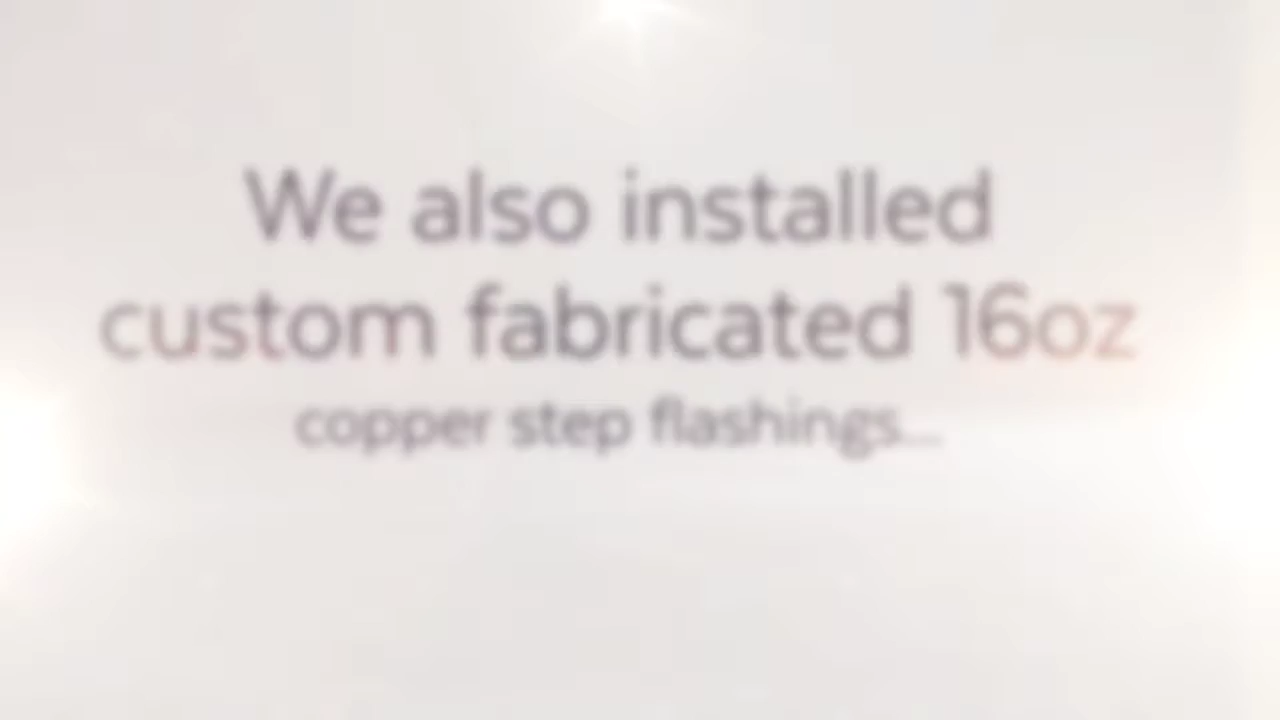 We also installed
custom fabricated 16oz
copper step flashings...